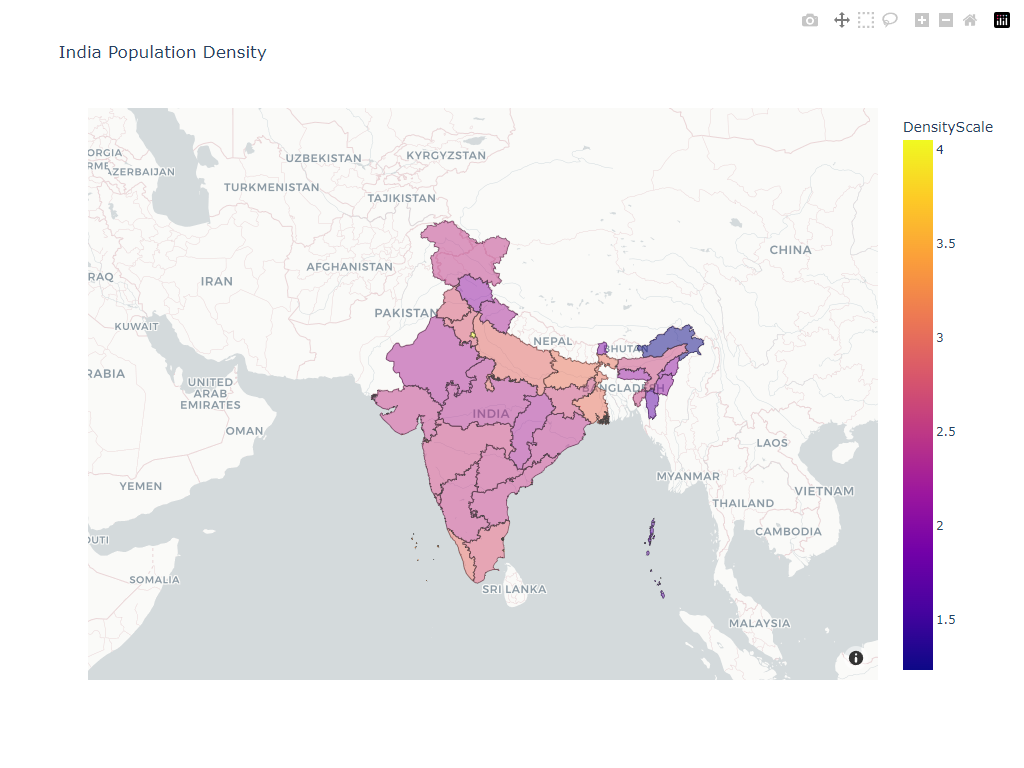 India Population Density
DensityScale
4
3.5
3
2.5
2
1.5
ORGIA
RME
AZERBAIJAN
UZBEKISTAN
KYRGYZSTAN
TURKMENISTAN
TAJIKISTAN
CHINA
AFGHANISTAN
RAQ
IRAN
PAKISTAN
KUWAIT
NEPAL
BHUTAN
RABIA
UNITED
ARAB
EMIRATES
BANGLADESH
INDIA
OMAN
LAOS
MYANMAR
YEMEN
VIETNAM
THAILAND
CAMBODIA
OUTI
SOMALIA
SRI LANKA
MALAYSIA